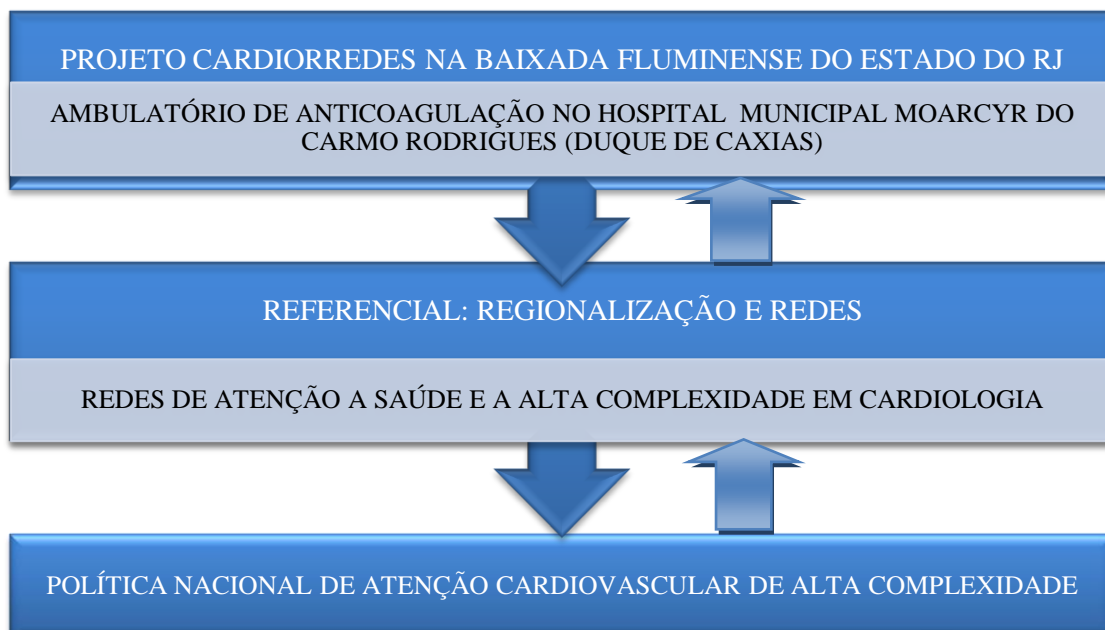 PROJETO CARDIORREDES NA BAIXADA FLUMINENSE DO ESTADO DO RJ
AMBULATÓRIO DE ANTICOAGULAÇÃO NO HOSPITAL MUNICIPAL MOARCYR DO
CARMO RODRIGUES (DUQUE DE CAXIAS)
REFERENCIAL: REGIONALIZAÇÃO E REDES
REDES DE ATENÇÃO A SAÚDE E A ALTA COMPLEXIDADE EM CARDIOLOGIA
POLÍTICA NACIONAL DE ATENÇÃO CARDIOVASCULAR DE ALTA COMPLEXIDADE